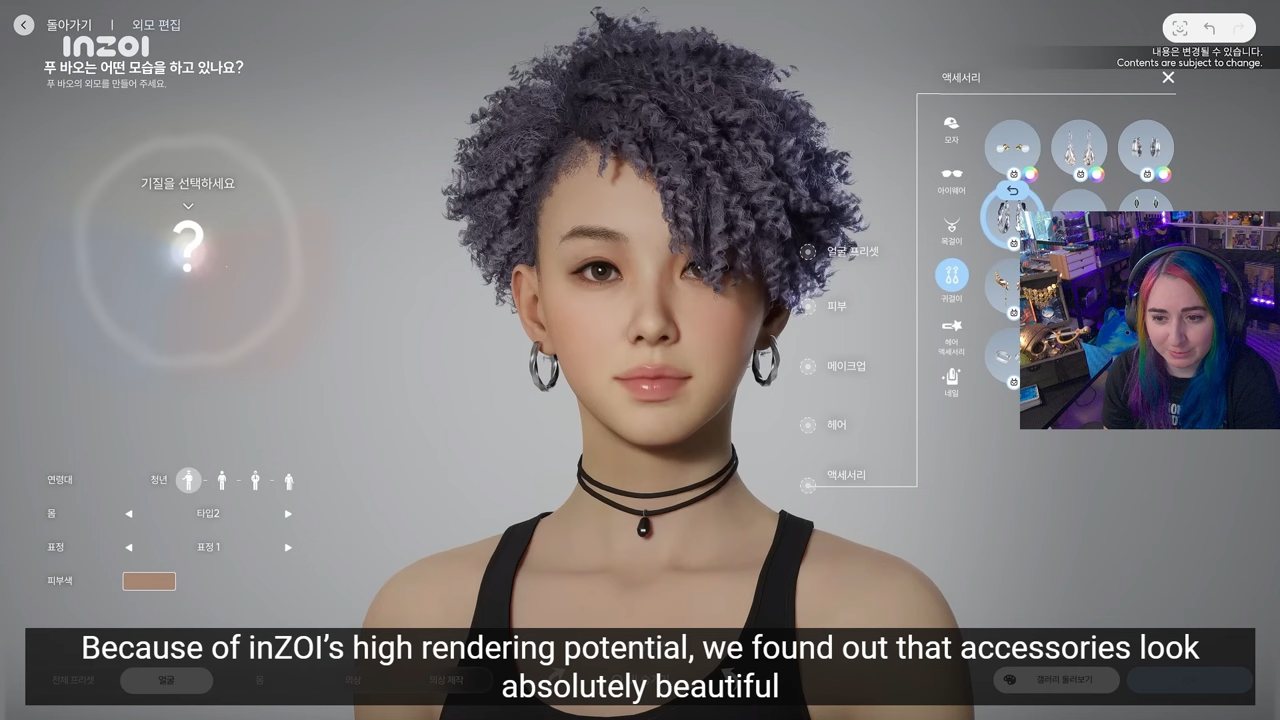 돌아가기 | 외모 편집
inZOI
푸 바오는 어떤 모습을 하고 있나요?
푸 바오의 외모를 만들어 주세요.
내용은 변경될 수 있습니다.
Contents are subject to change.
액세서리
모자
아이웨어
목걸이
귀걸이
헤어
액세서리
네일
기질을 선택하세요
?
얼굴 프리셋
피부
메이크업
헤어
액세서리
연령대 청년
몸 타입2
표정 표정 1
피부색
Because of inZOI's high rendering potential, we found out that accessories look
absolutely beautiful
전체 프리셋 얼굴 몸 의상 의상 제작
갤러리 둘러보기